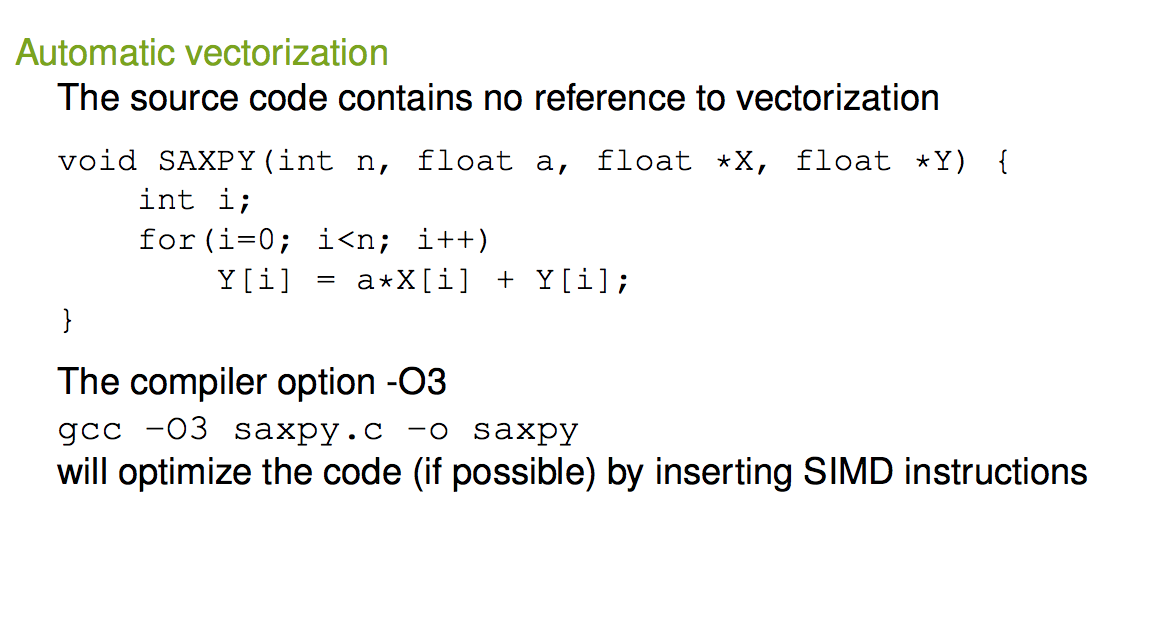 Automatic vectorization
The source code contains no reference to vectorization
void SAXPY(int n, float a, float *X, float *Y) {
    int i;
    for(i=0; i<n; i++)
        Y[i] = a*X[i] + Y[i];
}
The compiler option -O3
gcc -O3 saxpy.c -o saxpy
will optimize the code (if possible) by inserting SIMD instructions